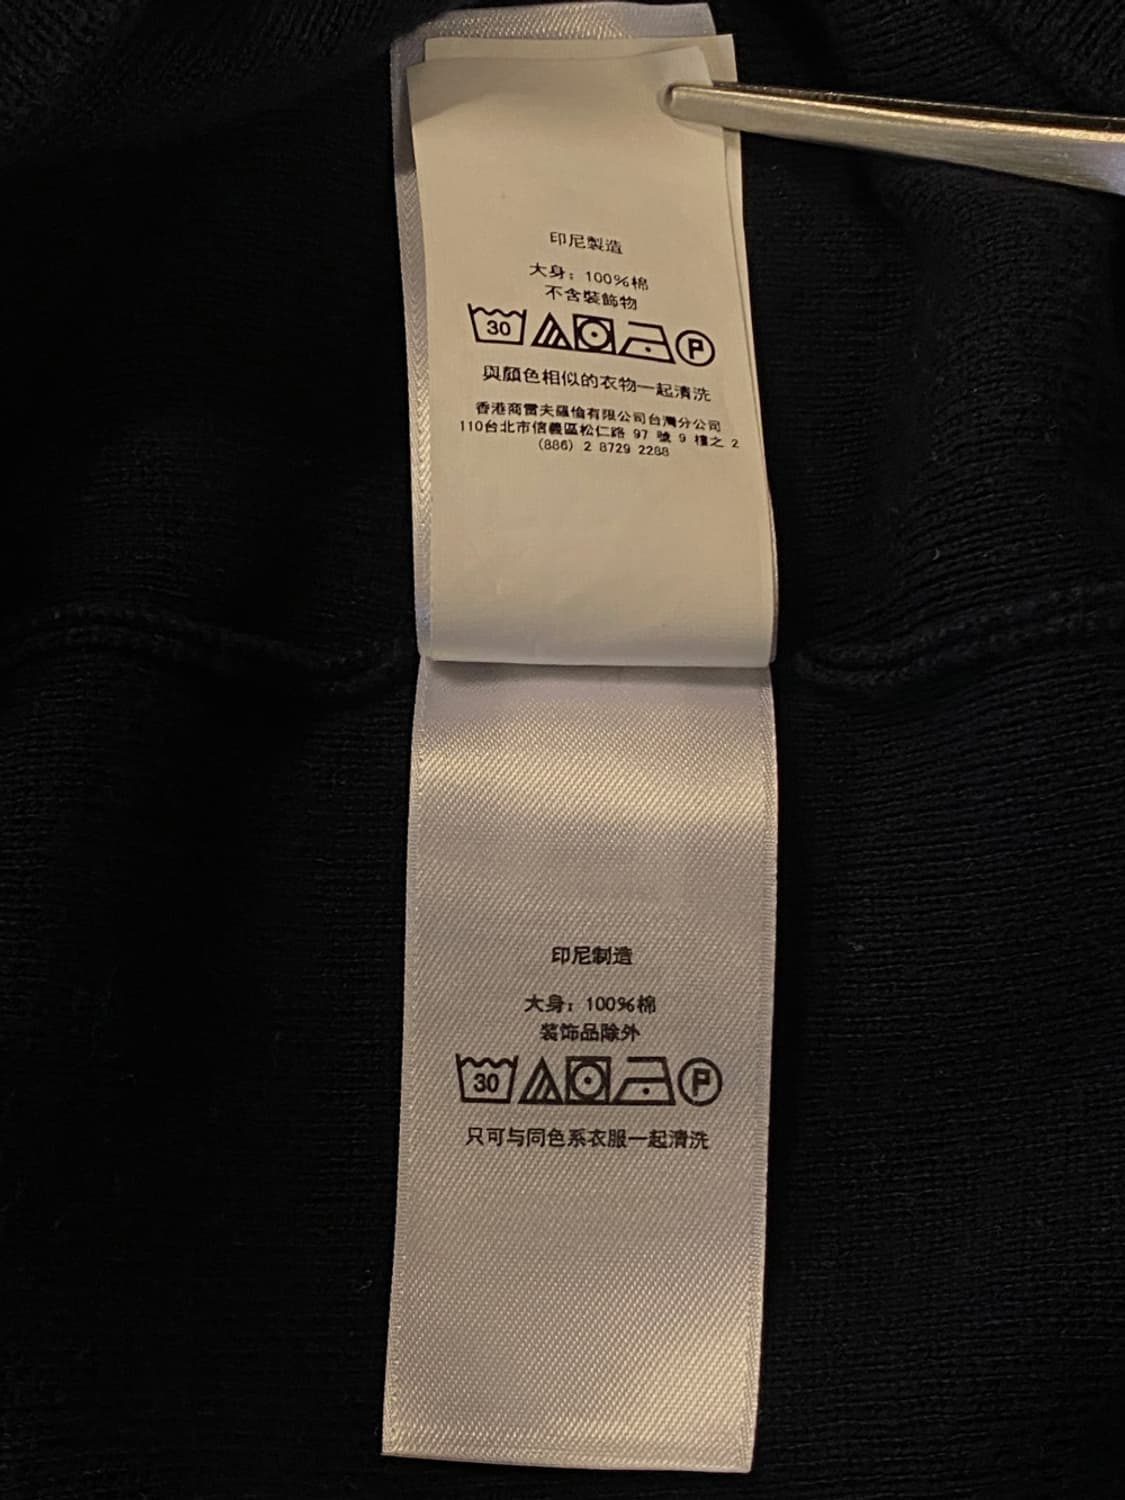 印尼製造
大身：100%棉
不含裝飾物
30 P
與顏色相似的衣物一起清洗
香港商雷夫羅倫有限公司台灣分公司
110台北市信義區松仁路 97 號 9 樓之 2
(886) 2 8729 2288
印尼制造
大身：100%棉
装饰品除外
30 P
只可与同色系衣服一起清洗